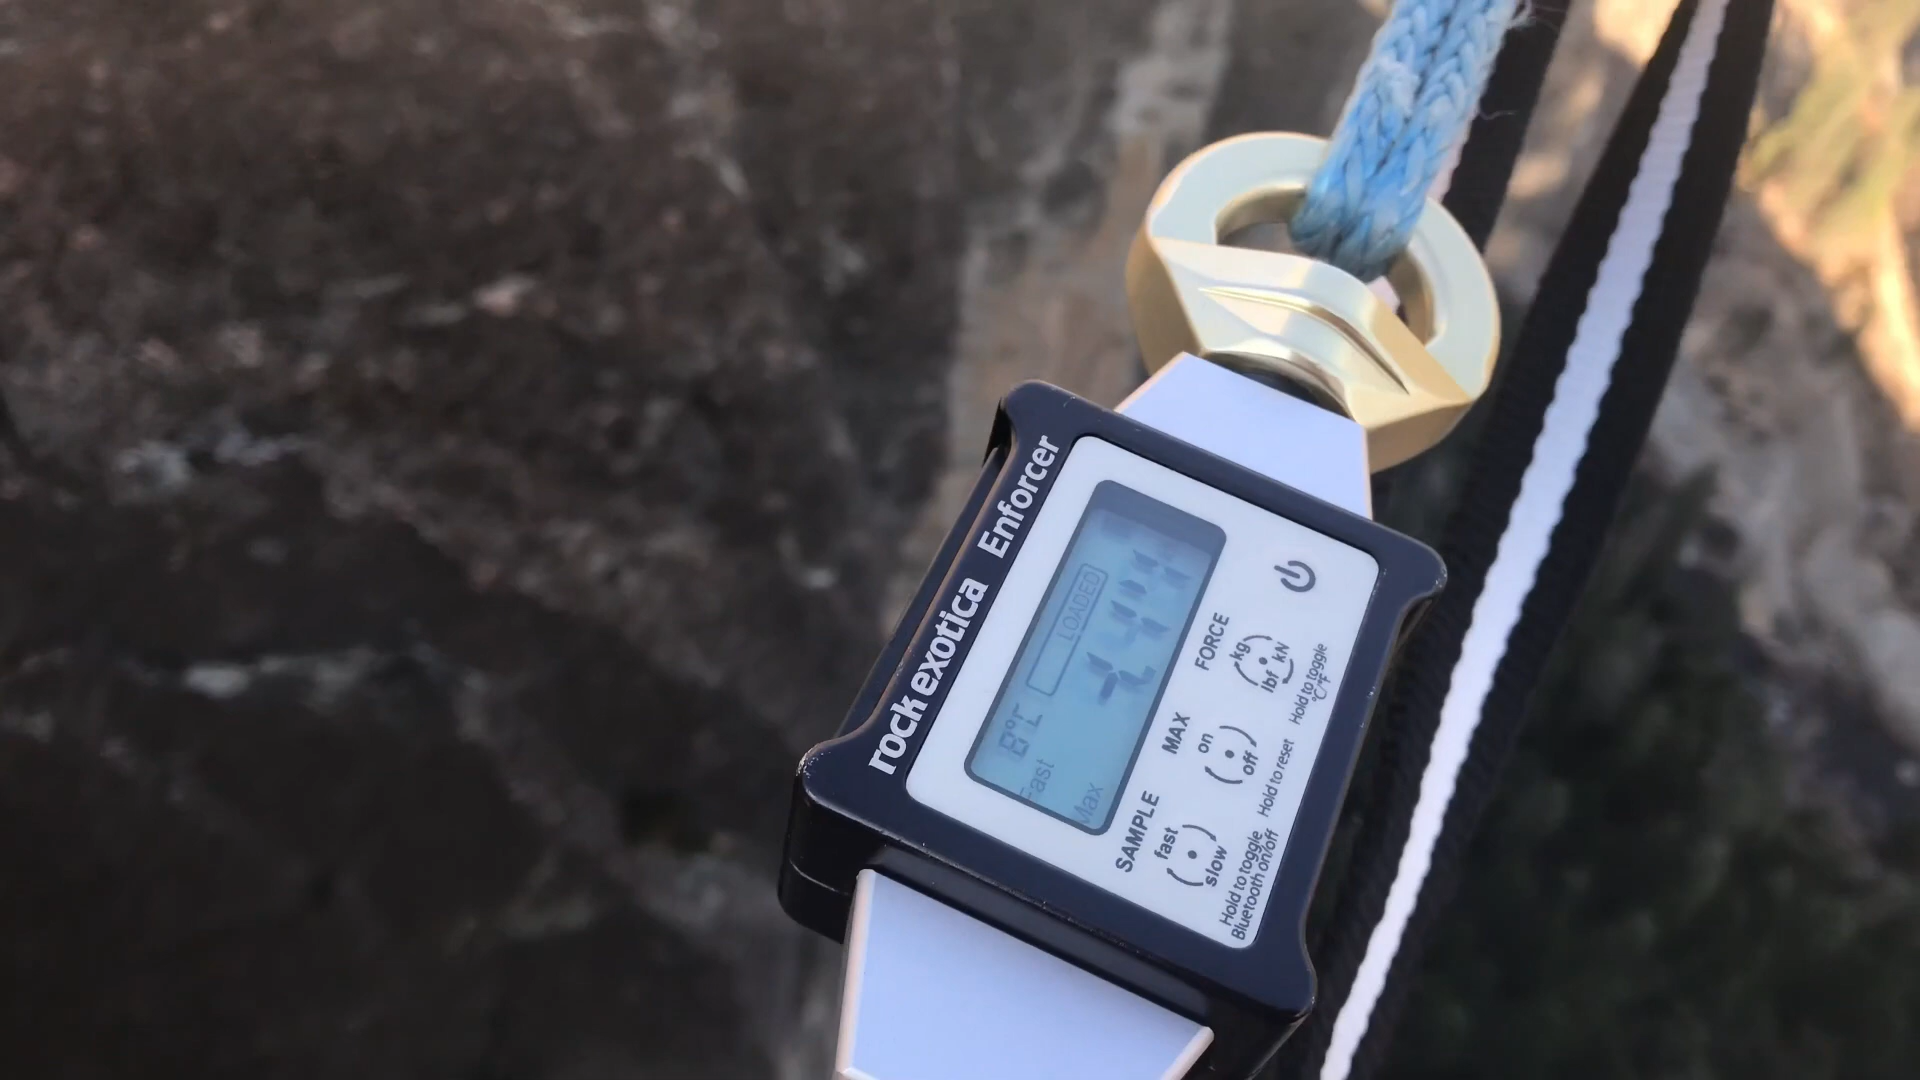 rock exotica Enforcer
LOADED
Fast
Max
SAMPLE
fast
slow
Hold to toggle
Bluetooth on/off
MAX
on
off
Hold to reset
FORCE
kg
lbf kN
Hold to toggle
°C/°F